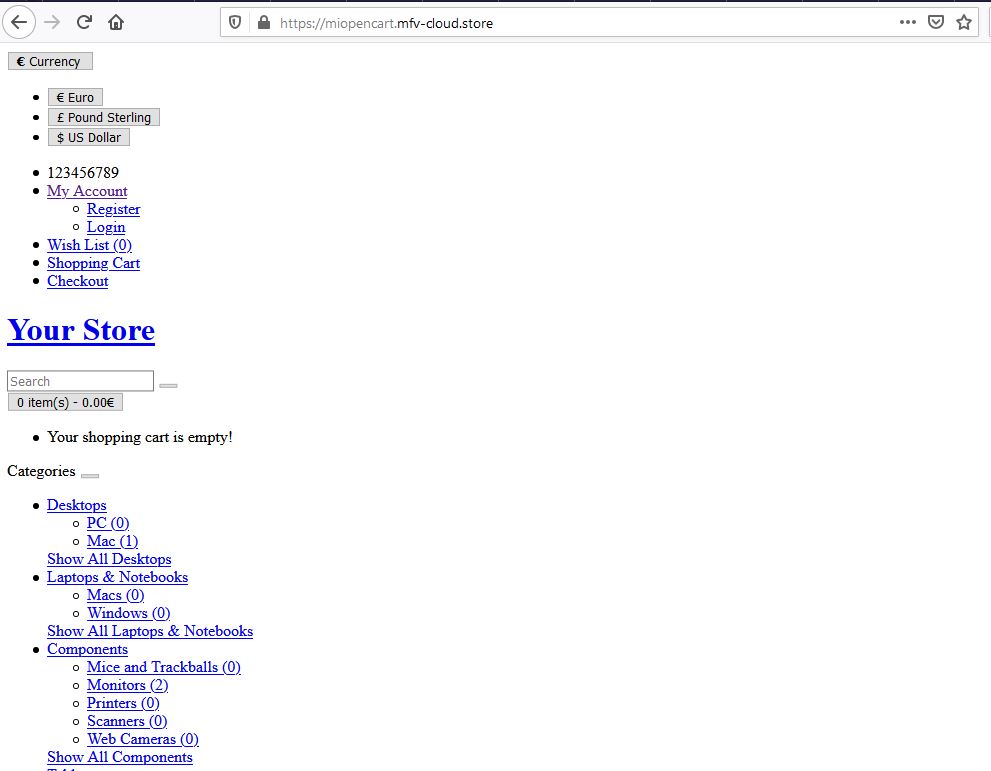 https://miopencart.mfv-cloud.store
€ Currency
€ Euro
£ Pound Sterling
$ US Dollar
123456789
My Account
Register
Login
Wish List (0)
Shopping Cart
Checkout
Your Store
Search
0 item(s) - 0.00€
Your shopping cart is empty!
Categories
Desktops
PC (0)
Mac (1)
Show All Desktops
Laptops & Notebooks
Macs (0)
Windows (0)
Show All Laptops & Notebooks
Components
Mice and Trackballs (0)
Monitors (2)
Printers (0)
Scanners (0)
Web Cameras (0)
Show All Components